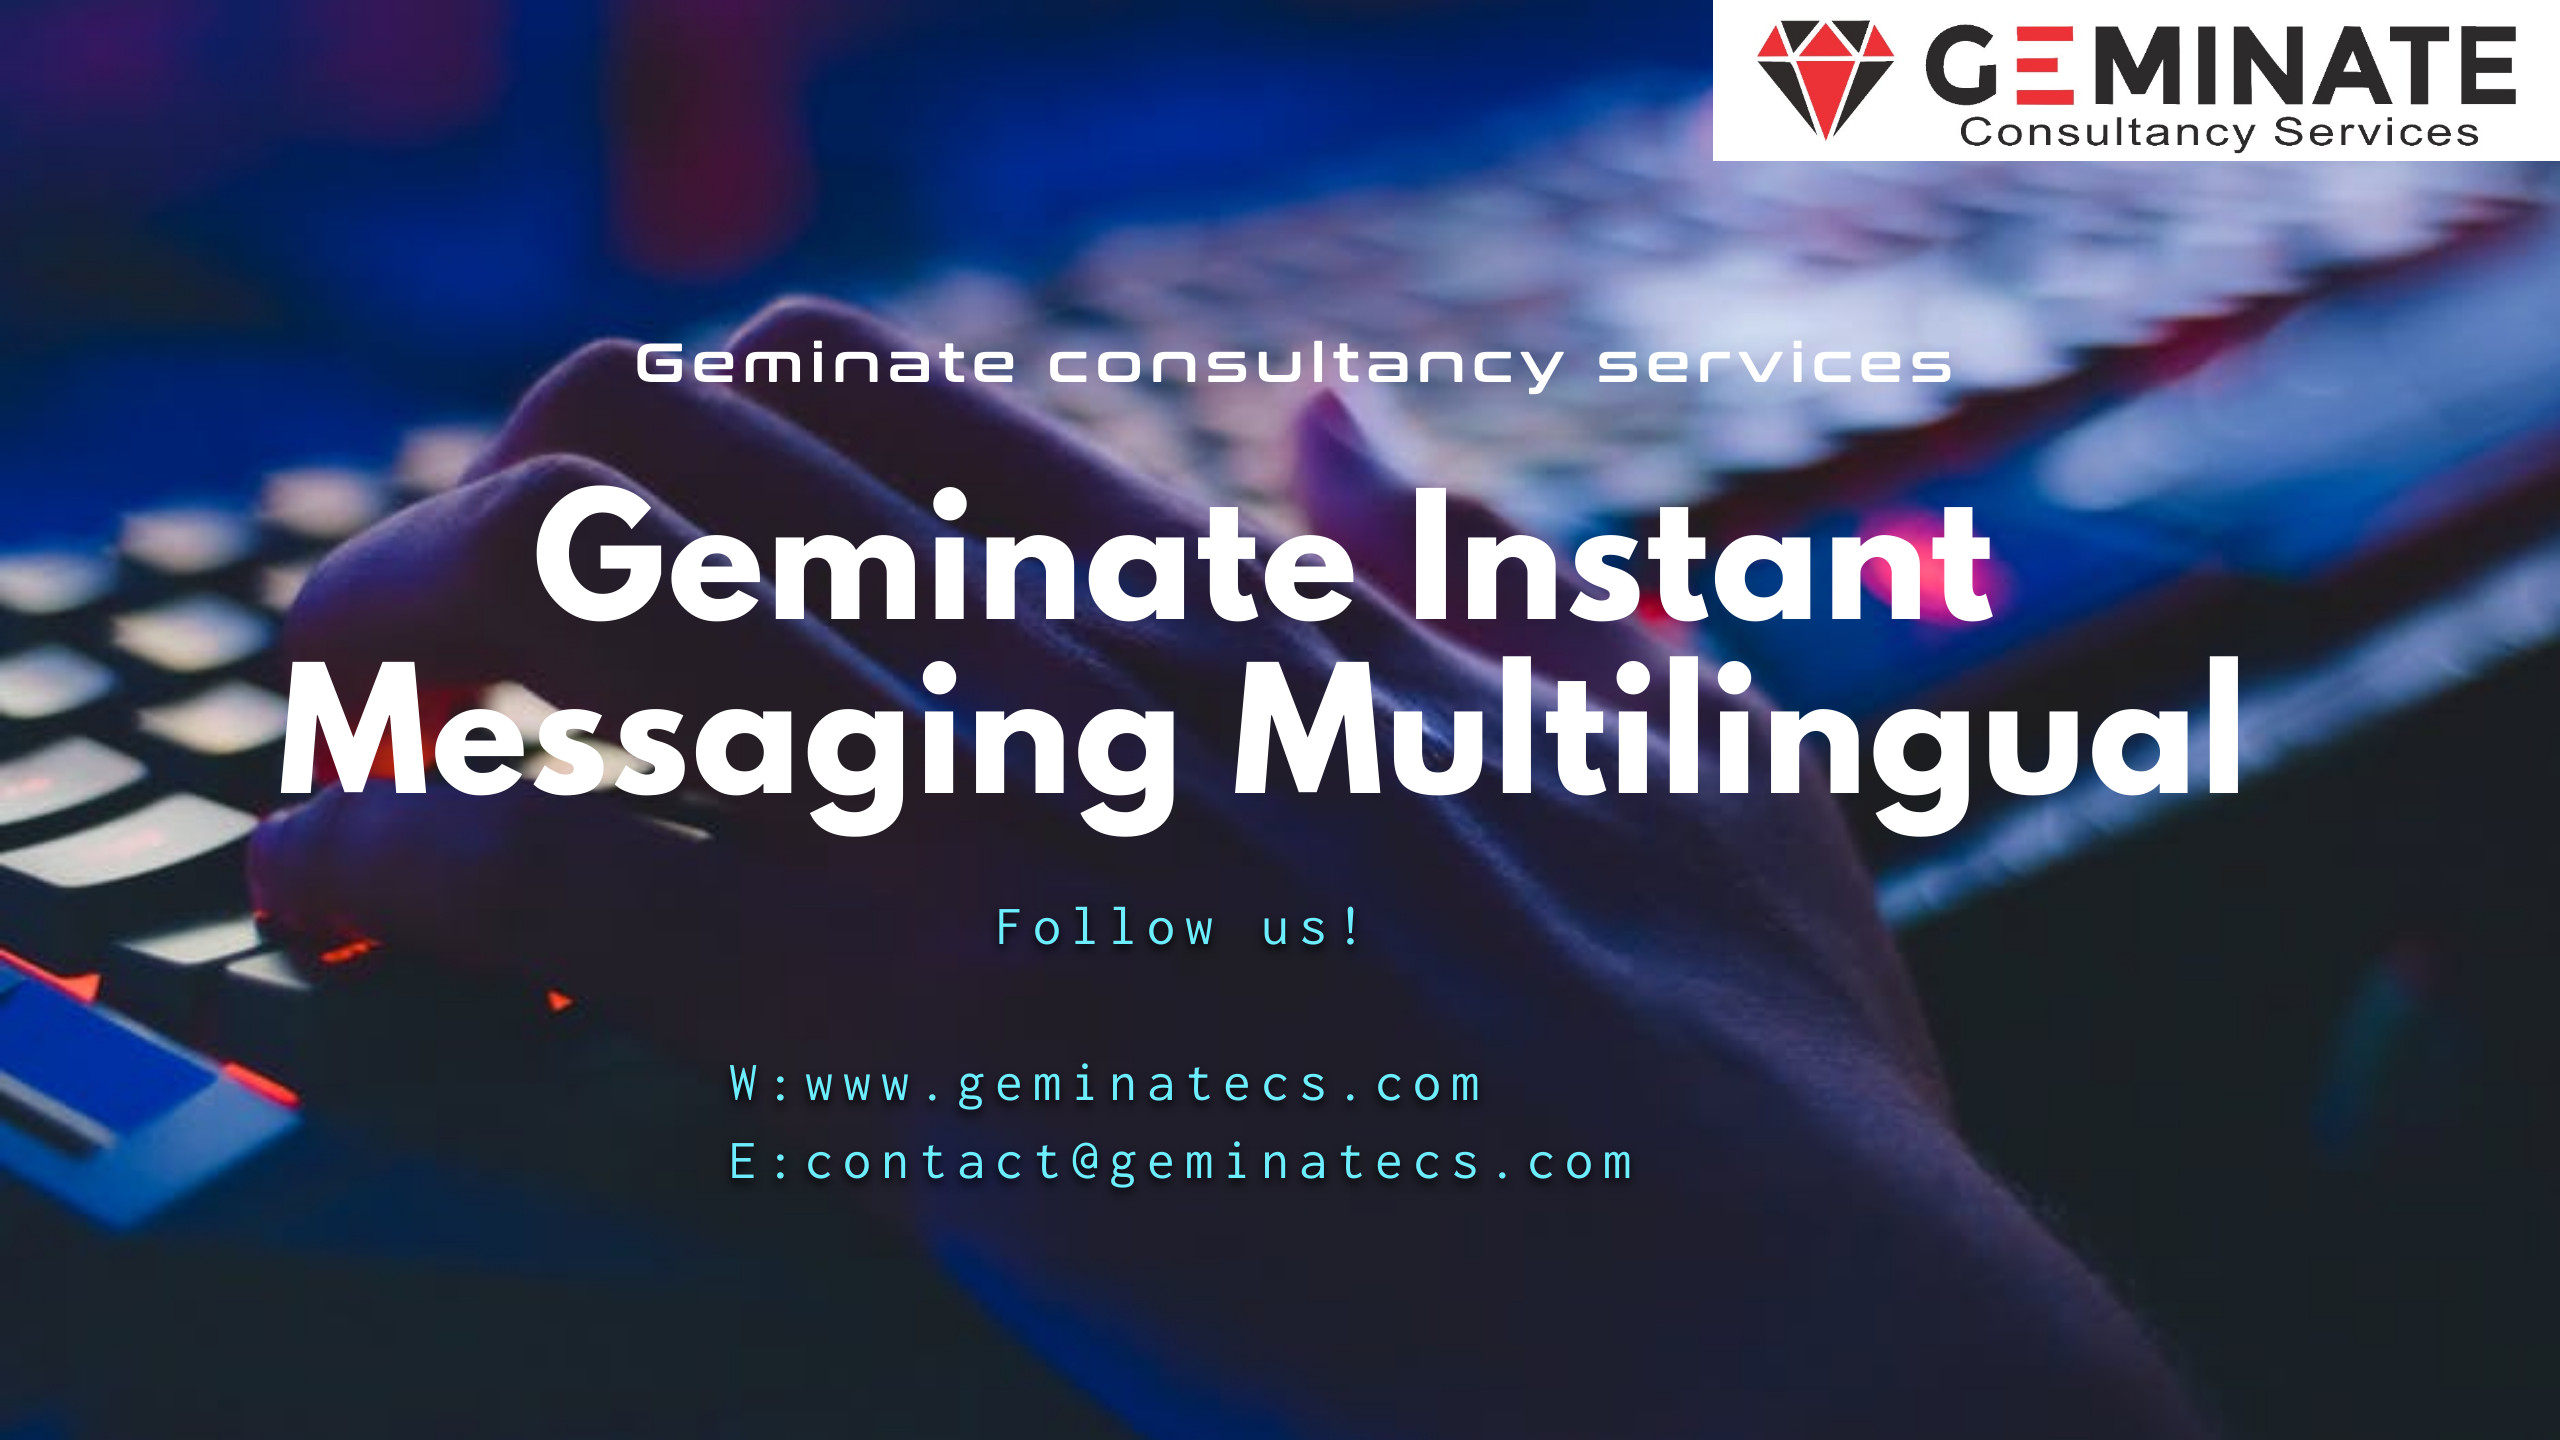 GEMINATE
Consultancy Services
Geminate consultancy services
Geminate Instant
Messaging Multilingual
Follow us!
W:www.geminatecs.com
E:contact@geminatecs.com